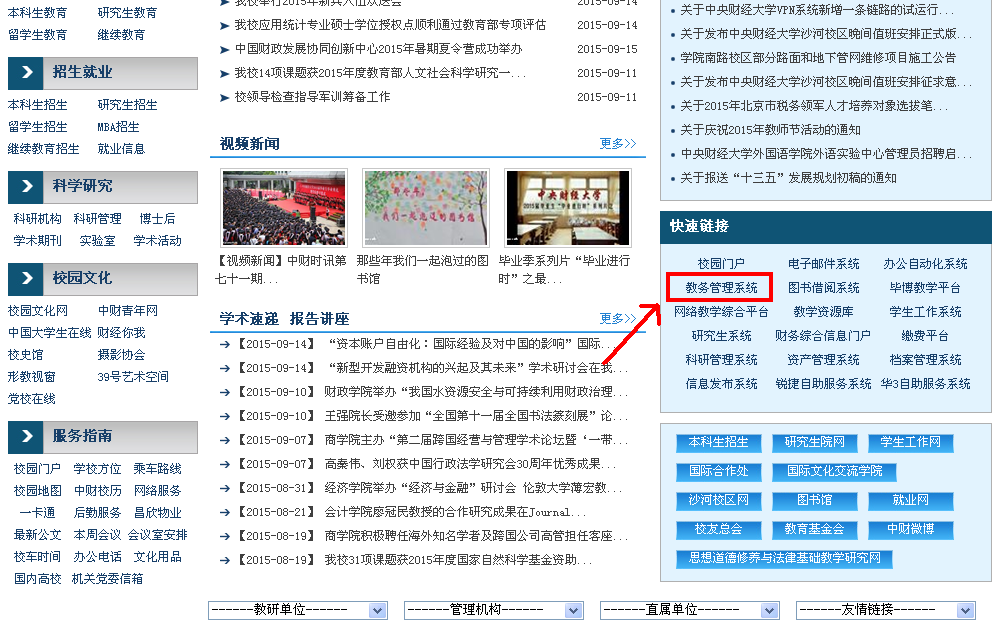 本科生教育 研究生教育
留学生教育 继续教育
招生就业
本科生招生 研究生招生
留学生招生 MBA招生
继续教育招生 就业信息
科学研究
科研机构 科研管理 博士后
学术期刊 实验室 学术活动
校园文化
校园文化网 中财青年网
中国大学生在线 财经你我
校史馆 摄影协会
形教视窗 39号艺术空间
党校在线
服务指南
校园门户 学校方位 乘车路线
校园地图 中财校历 网络服务
一卡通 后勤服务 昌欣物业
最新公文 本周会议 会议室安排
校车时间 办公电话 文化用品
国内高校 机关党委信箱
2015-09-14
我校应用统计专业硕士学位授权点顺利通过教育部专项评估 2015-09-14
中国财政发展协同创新中心2015年暑期夏令营成功举办 2015-09-15
我校14项课题获2015年度教育部人文社会科学研究一... 2015-09-11
校领导检查指导军训筹备工作 2015-09-11
视频新闻 更多>>
中央财经大学
【视频新闻】中财时讯第七十一期...
那些年我们一起泡过的图书馆
毕业季系列片“毕业进行时”之最...
学术速递 报告讲座 更多>>
【2015-09-14】 “资本账户自由化：国际经验及对中国的影响”国际...
【2015-09-14】 “新型开发融资机构的兴起及其未来”学术研讨会在我...
【2015-09-10】 财政学院举办“我国水资源安全与可持续利用财政治理...
【2015-09-10】 王强院长受邀参加“全国第十一届全国书法篆刻展”论...
【2015-09-07】 商学院主办“第二届跨国经营与管理学术论坛暨‘一带...
【2015-09-07】 高秦伟、刘权获中国行政法学研究会30周年优秀成果...
【2015-08-31】 经济学院举办“经济与金融”研讨会 伦敦大学薄宏教...
【2015-08-21】 会计学院廖冠民教授的合作研究成果在Journal...
【2015-08-19】 商学院积极聘任海外知名学者及跨国公司高管担任客座...
【2015-08-19】 我校31项课题获2015年度国家自然科学基金资助...
关于中央财经大学VPN系统新增一条链路的试运行...
关于发布中央财经大学沙河校区晚间值班安排正式版...
学院南路校区部分路面和地下管网维修项目施工公告
关于发布中央财经大学沙河校区晚间值班安排征求意...
关于2015年北京市税务领军人才培养对象选拔笔...
关于庆祝2015年教师节活动的通知
中央财经大学外国语学院外语实验中心管理员招聘启...
关于报送“十三五”发展规划初稿的通知
快速链接
校园门户 电子邮件系统 办公自动化系统
教务管理系统 图书借阅系统 毕博教学平台
网络教学综合平台 教学资源库 学生工作系统
研究生系统 财务综合信息门户 缴费平台
科研管理系统 资产管理系统 档案管理系统
信息发布系统 锐捷自助服务系统 华3自助服务系统
本科生招生 研究生院网 学生工作网
国际合作处 国际文化交流学院
沙河校区网 图书馆 就业网
校友总会 教育基金会 中财微博
思想道德修养与法律基础教学研究网
------教研单位------ ------管理机构------ ------直属单位------ ------友情链接------